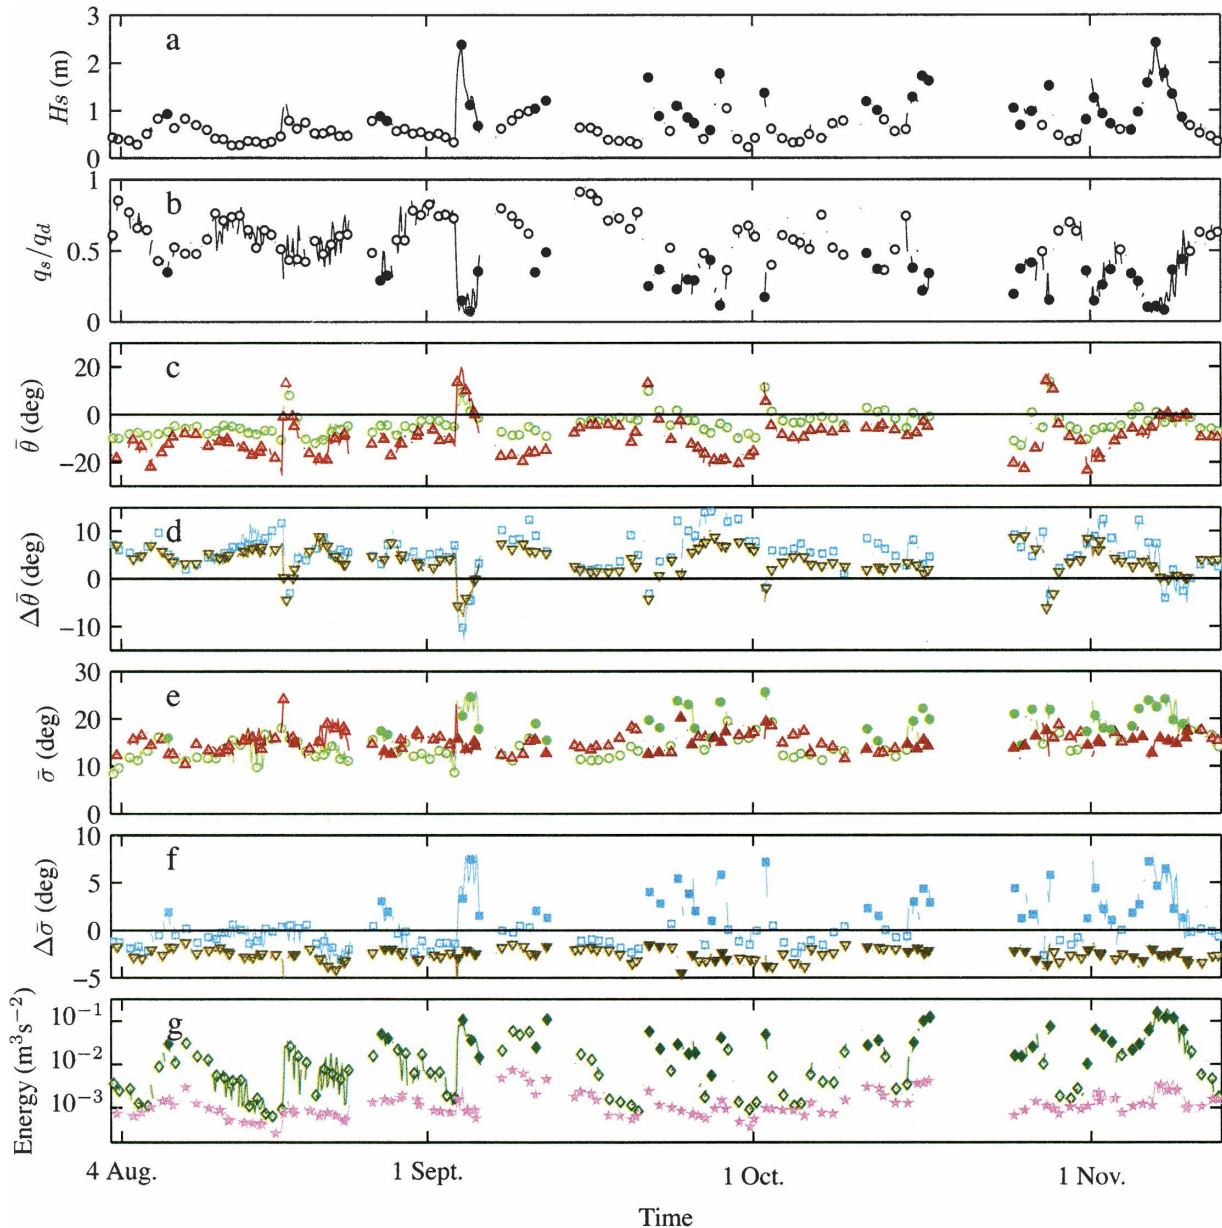 3
2
1
0
Hs (m)
a
1
0.5
0
q_s/q_d
b
20
0
−20
θ̄ (deg)
c
10
0
−10
Δθ̄ (deg)
d
30
20
10
0
σ̄ (deg)
e
10
5
0
−5
Δσ̄ (deg)
f
10⁻¹
10⁻²
10⁻³
Energy (m³s⁻²)
g
4 Aug. 1 Sept. 1 Oct. 1 Nov.
Time